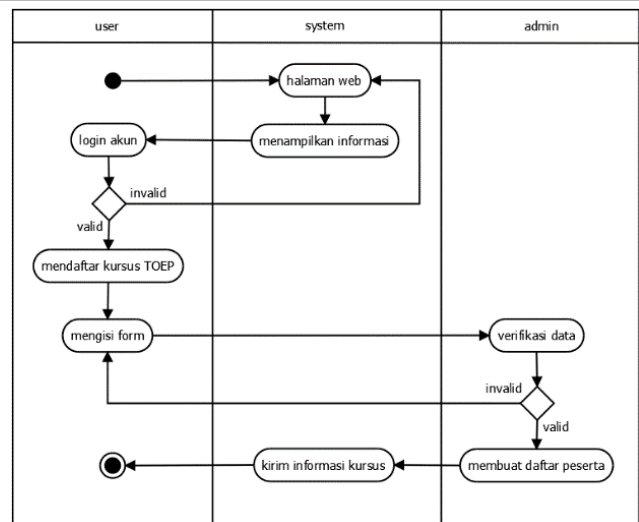 user
system
admin
halaman web
login akun
menampilkan informasi
invalid
valid
mendaftar kursus TOEP
mengisi form
verifikasi data
invalid
valid
kirim informasi kursus
membuat daftar peserta